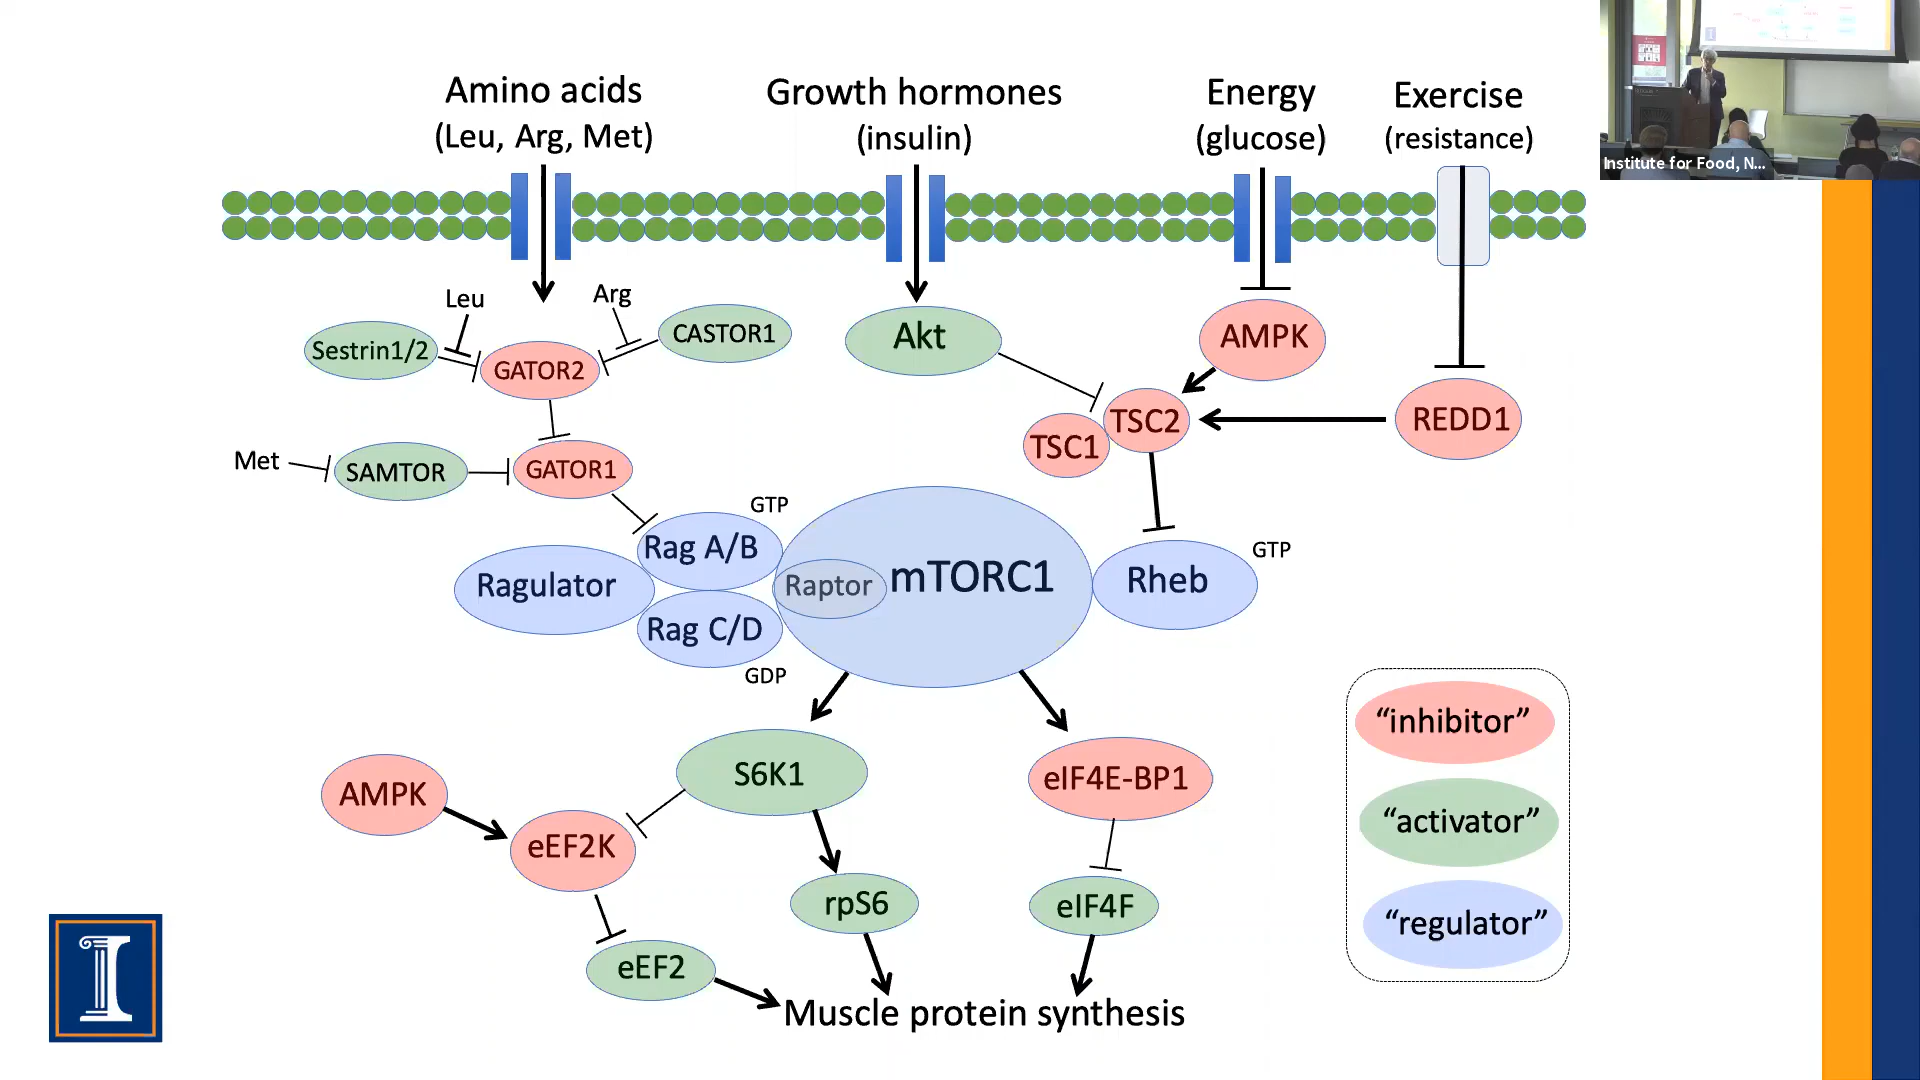 Amino acids
(Leu, Arg, Met)
Growth hormones
(insulin)
Energy
(glucose)
Exercise
(resistance)
Institute for Food, N...
Leu
Arg
Sestrin1/2
GATOR2
CASTOR1
Akt
AMPK
TSC2
TSC1
REDD1
Met
SAMTOR
GATOR1
GTP
Rag A/B
Ragulator
Raptor
mTORC1
Rheb
GTP
Rag C/D
GDP
S6K1
eIF4E-BP1
AMPK
eEF2K
rpS6
eIF4F
eEF2
Muscle protein synthesis
“inhibitor”
“activator”
“regulator”